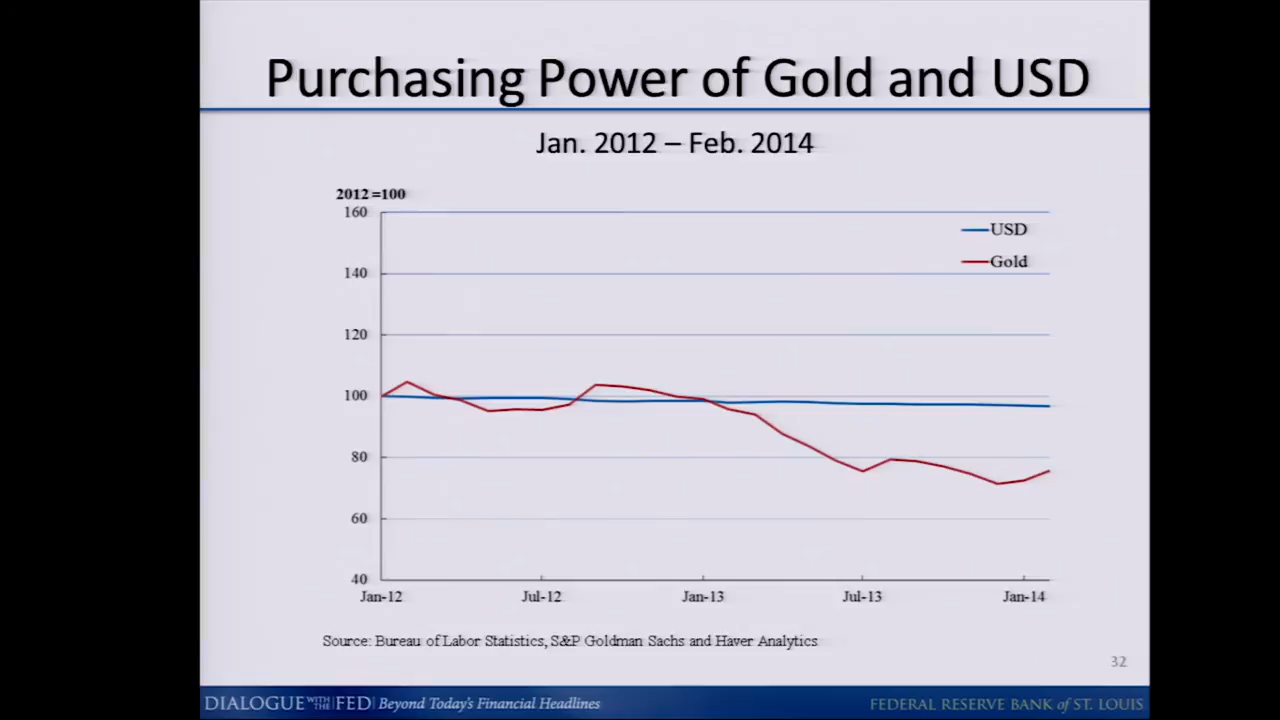 Purchasing Power of Gold and USD
Jan. 2012 – Feb. 2014
2012=100
160
USD
Gold
140
120
100
80
60
40
Jan-12 Jul-12 Jan-13 Jul-13 Jan-14
Source: Bureau of Labor Statistics, S&P Goldman Sachs and Haver Analytics
32
DIALOGUE WITH THE FED | Beyond Today's Financial Headlines
FEDERAL RESERVE BANK of ST. LOUIS